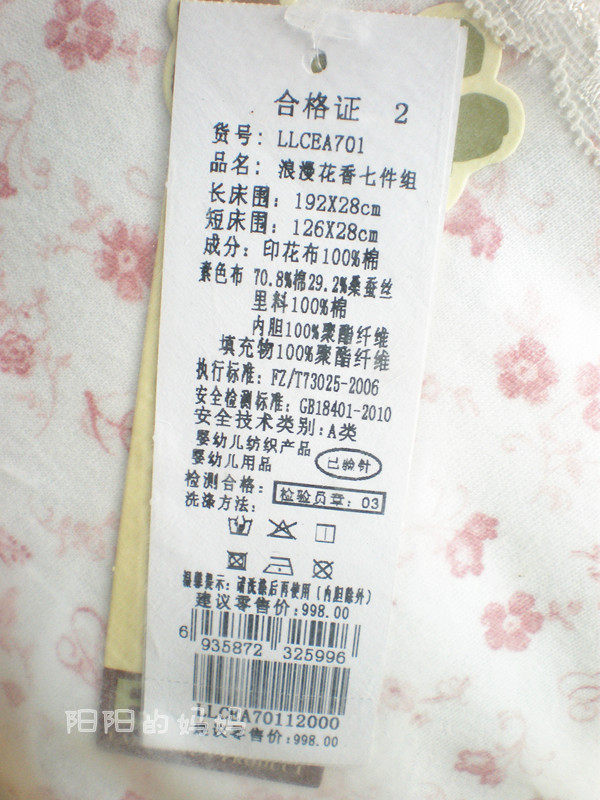 合格证 2
货号: LLCEA701
品名: 浪漫花香七件组
长床围: 192X28cm
短床围: 126X28cm
成分: 印花布100%棉
素色布 70.8%棉29.2%桑蚕丝
里料100%棉
内胆100%聚酯纤维
填充物100%聚酯纤维
执行标准: FZ/T73025-2006
安全检测标准: GB18401-2010
安全技术类别:A类
婴幼儿纺织产品
婴幼儿用品
已验针
检测合格:
检验员章: 03
洗涤方法:
温馨提示: 请洗涤后再使用(内胆除外)
建议零售价:998.00
6 935872 325996
LLCEA70112000
建议零售价:998.00
阳阳的妈妈